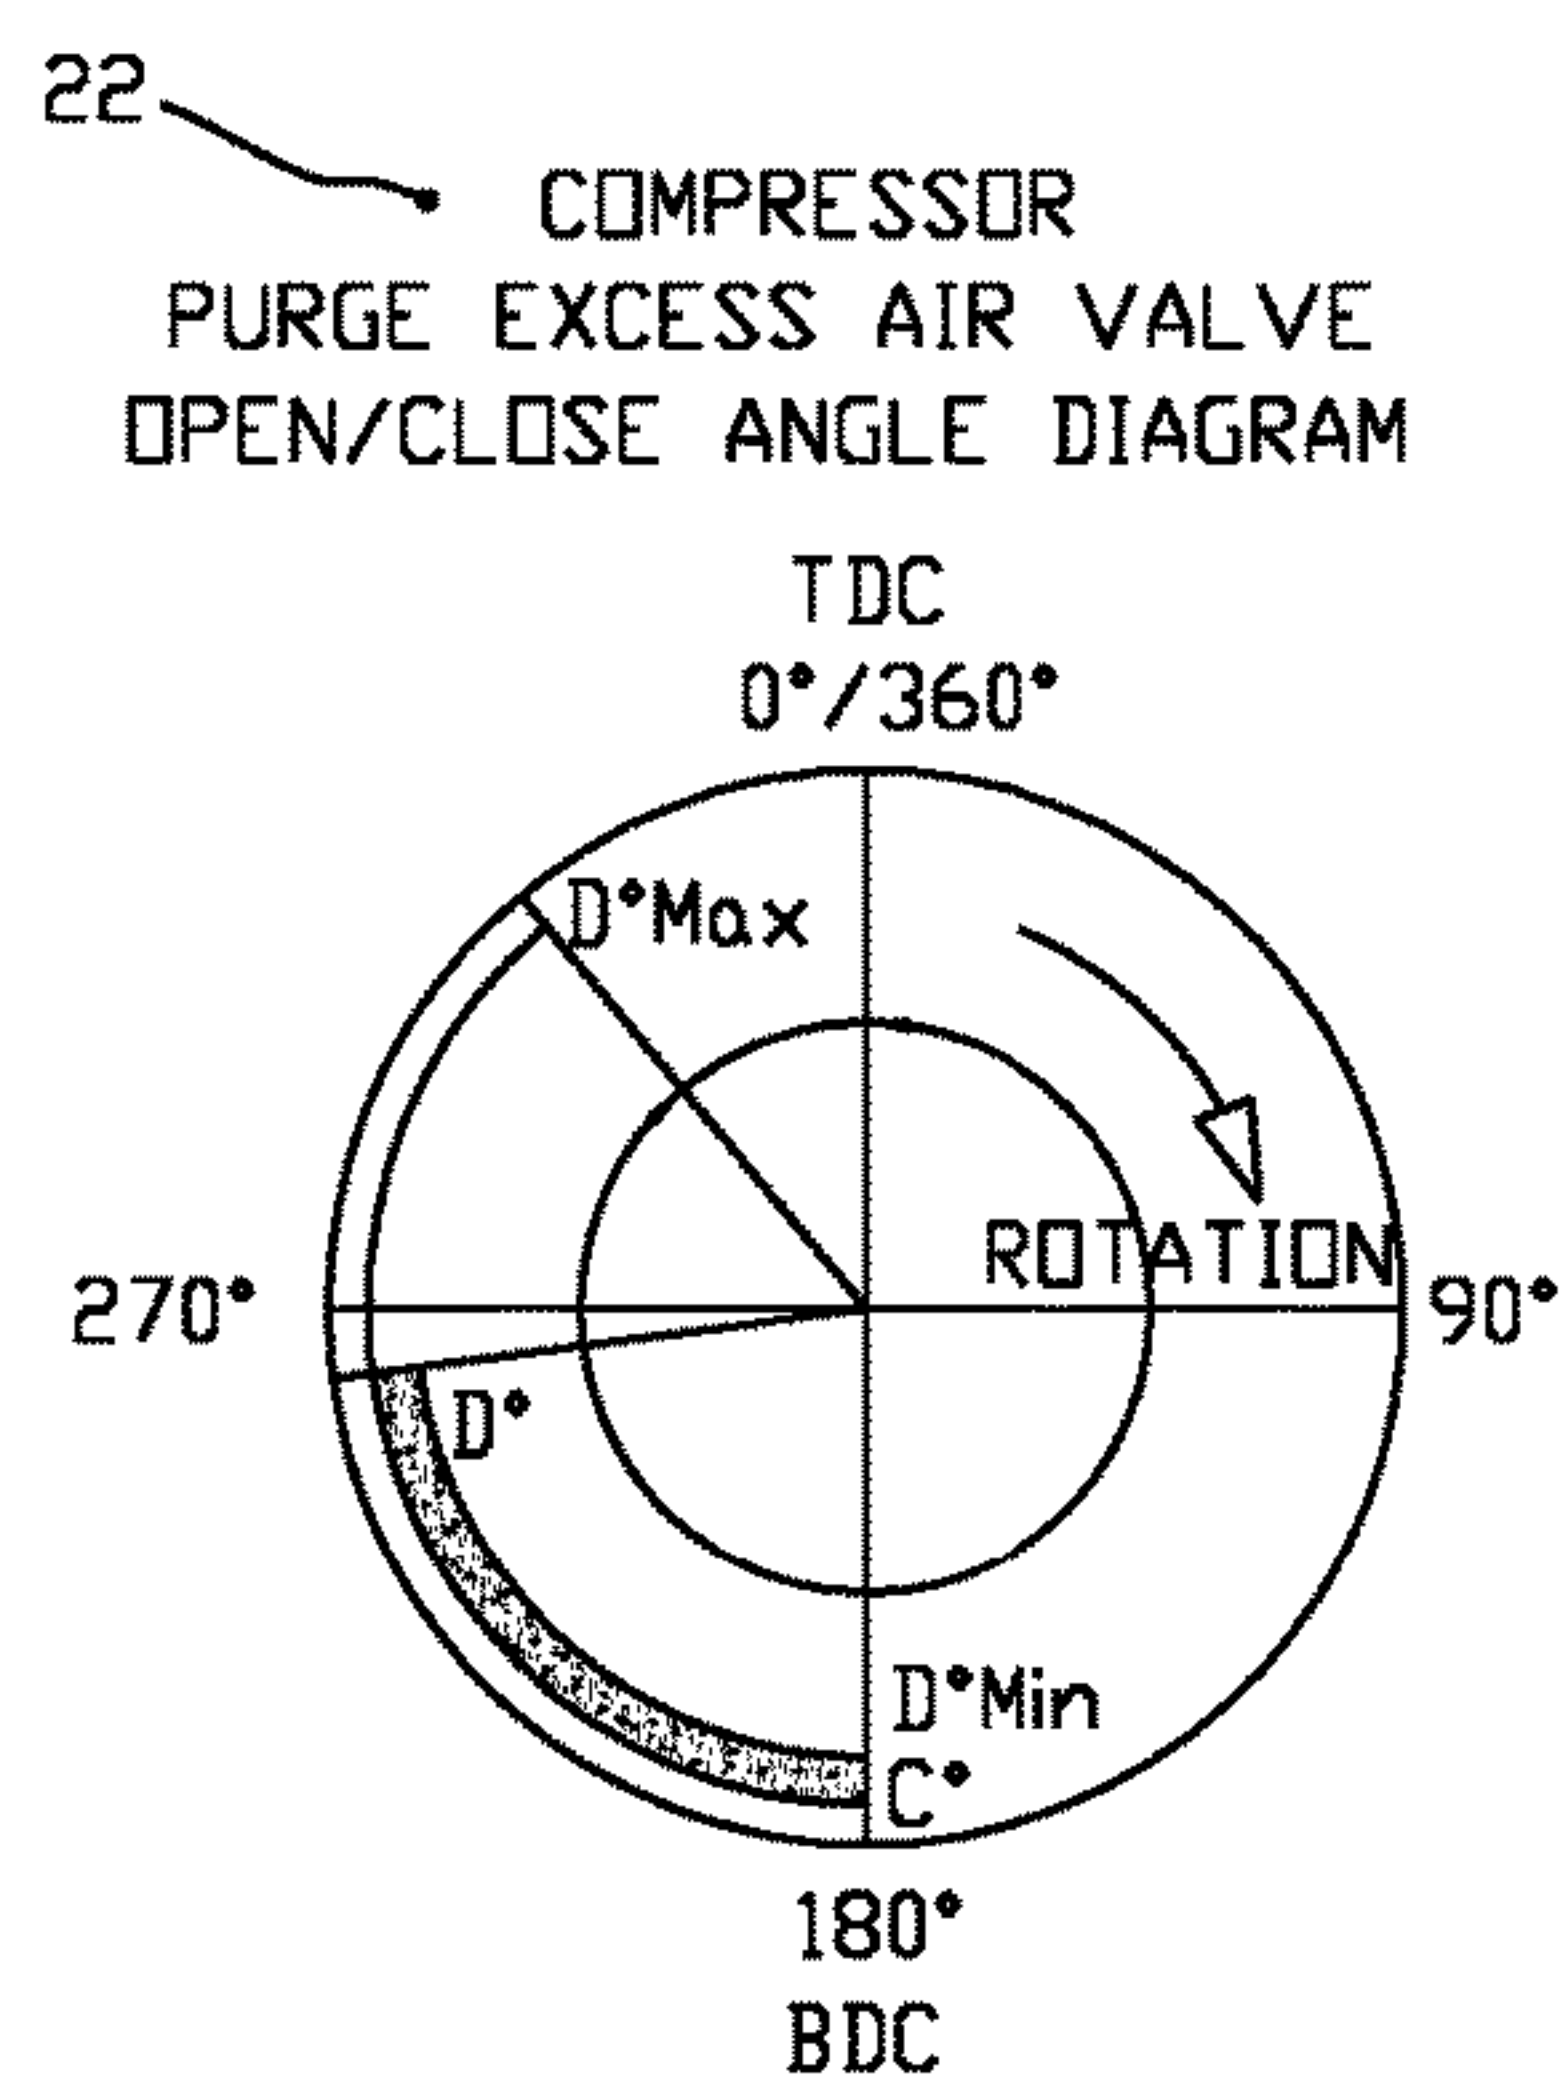 22
COMPRESSOR
PURGE EXCESS AIR VALVE
OPEN/CLOSE ANGLE DIAGRAM
TDC
0°/360°
D°Max
ROTATION
270°
90°
D°
D°Min
C°
180°
BDC